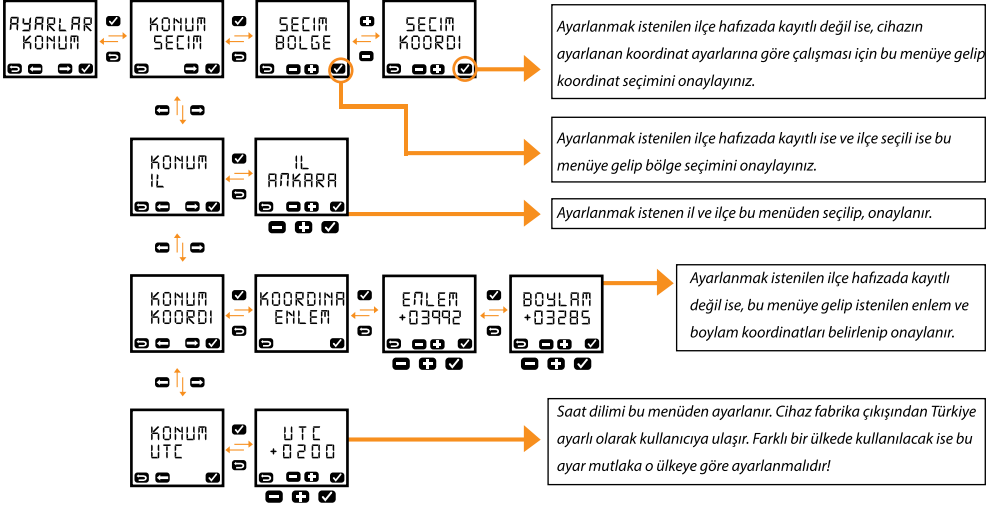 AYARLAR
KONUM
KONUM
SECIM
SECIM
BOLGE
SECIM
KOORDI
Ayarlanmak istenilen ilçe hafızada kayıtlı değil ise, cihazın
ayarlanan koordinat ayarlarına göre çalışması için bu menüye gelip
koordinat seçimini onaylayınız.
Ayarlanmak istenilen ilçe hafızada kayıtlı ise ve ilçe seçili ise bu
menüye gelip bölge seçimini onaylayınız.
KONUM
IL
IL
ANKARA
Ayarlanmak istenen il ve ilçe bu menüden seçilip, onaylanır.
KONUM
KOORDI
KOORDINA
ENLEM
ENLEM
+03992
BOYLAM
+03285
Ayarlanmak istenilen ilçe hafızada kayıtlı
değil ise, bu menüye gelip istenilen enlem ve
boylam koordinatları belirlenip onaylanır.
KONUM
UTC
UTC
+0200
Saat dilimi bu menüden ayarlanır. Cihaz fabrika çıkışından Türkiye
ayarlı olarak kullanıcıya ulaşır. Farklı bir ülkede kullanılacak ise bu
ayar mutlaka o ülkeye göre ayarlanmalıdır!